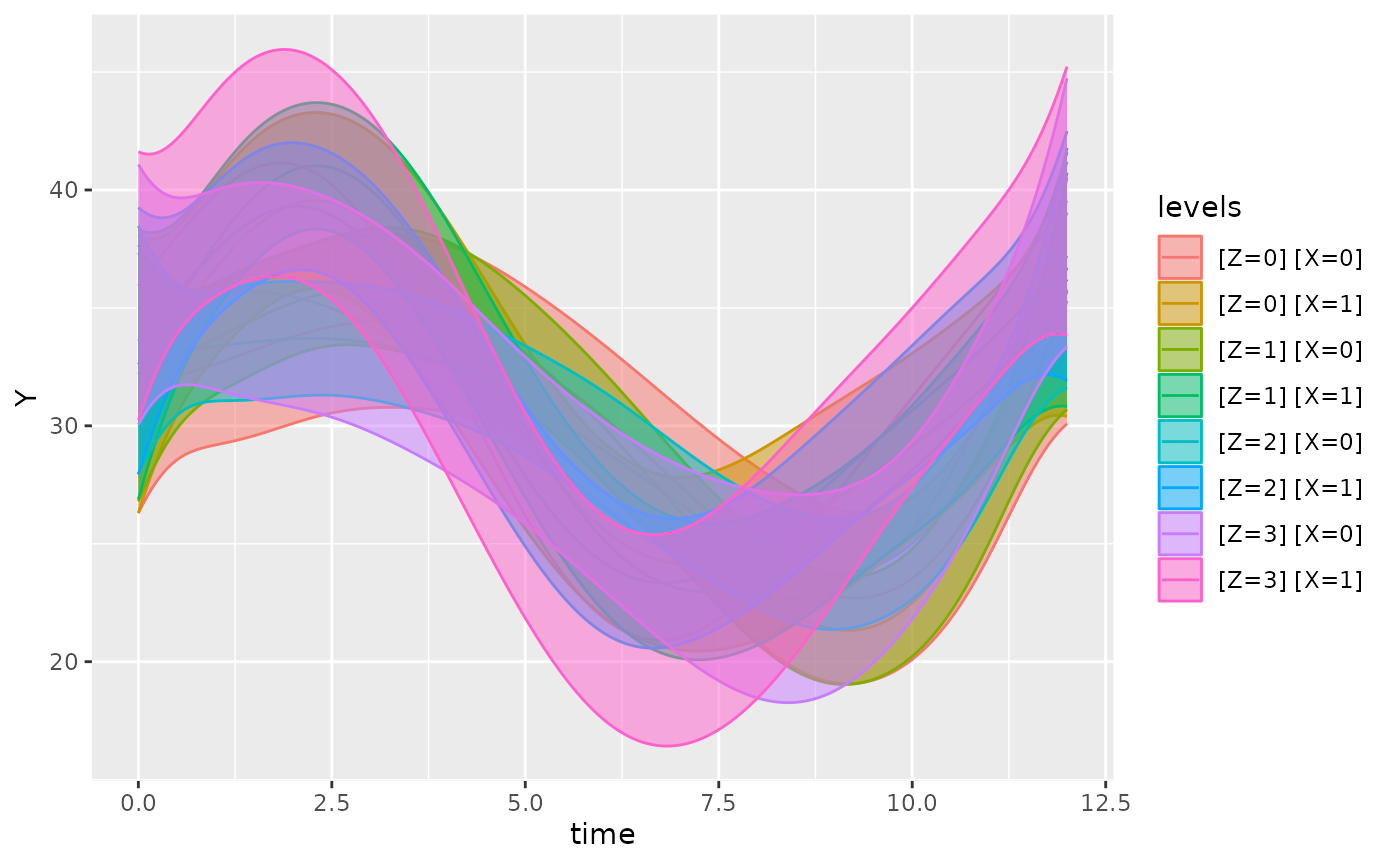 Y
40
30
20
0.0 2.5 5.0 7.5 10.0 12.5
time
levels
[Z=0] [X=0]
[Z=0] [X=1]
[Z=1] [X=0]
[Z=1] [X=1]
[Z=2] [X=0]
[Z=2] [X=1]
[Z=3] [X=0]
[Z=3] [X=1]